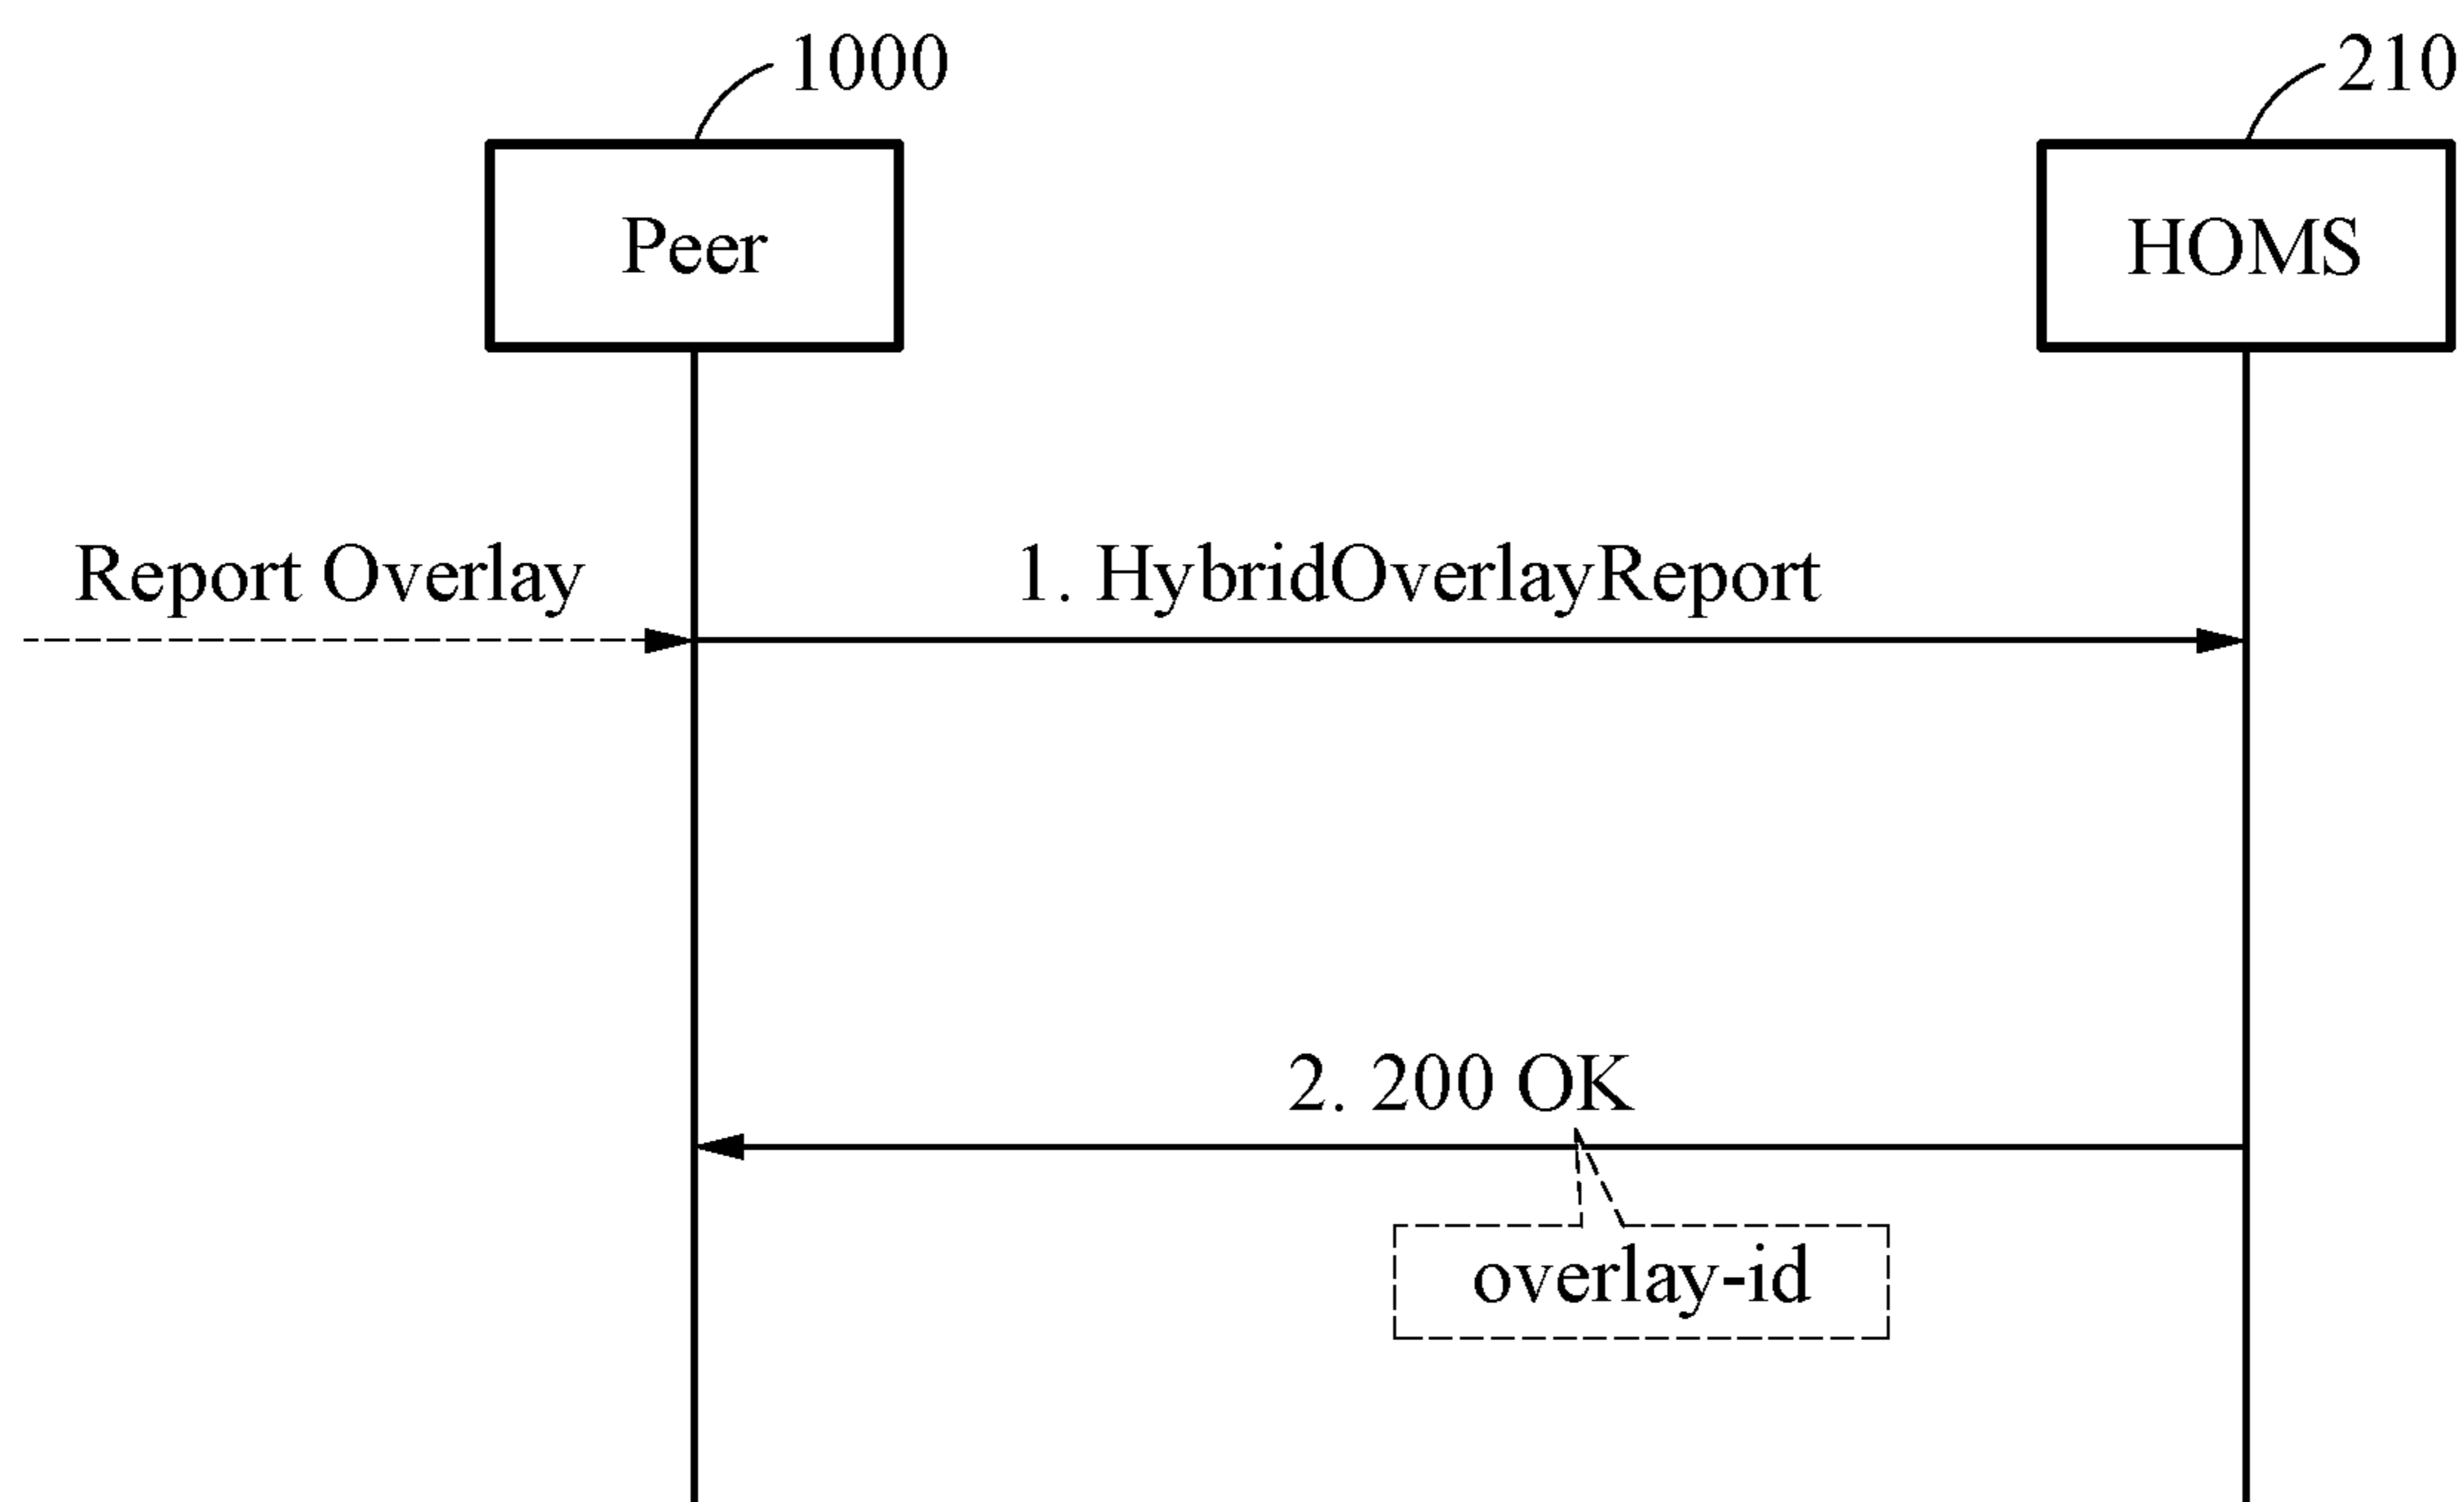 1000
210
Peer
HOMS
Report Overlay
1. HybridOverlayReport
2. 200 OK
overlay-id